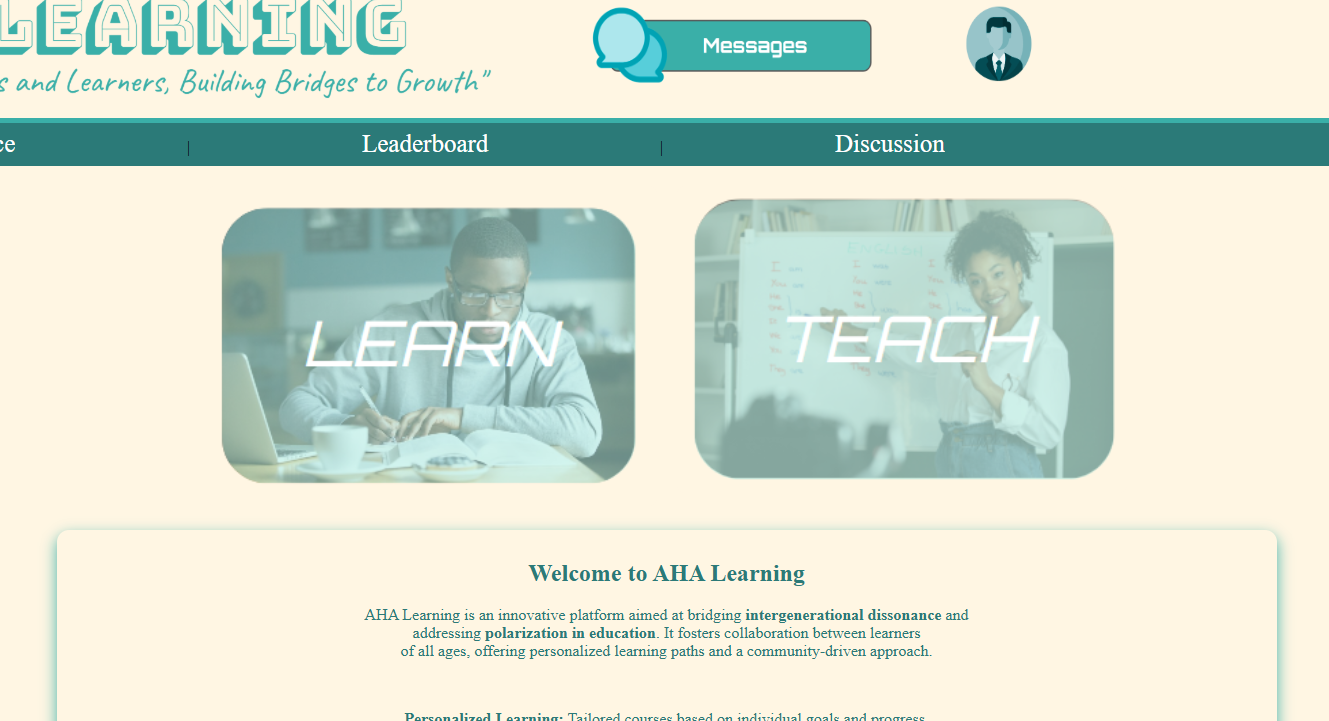 LEARNING
and Learners, Building Bridges to Growth"
Messages
Leaderboard | Discussion
LEARN
TEACH
ENGLISH
Welcome to AHA Learning
AHA Learning is an innovative platform aimed at bridging intergenerational dissonance and
addressing polarization in education. It fosters collaboration between learners
of all ages, offering personalized learning paths and a community-driven approach.
Personalized Learning: Tailored courses based on individual goals and progress